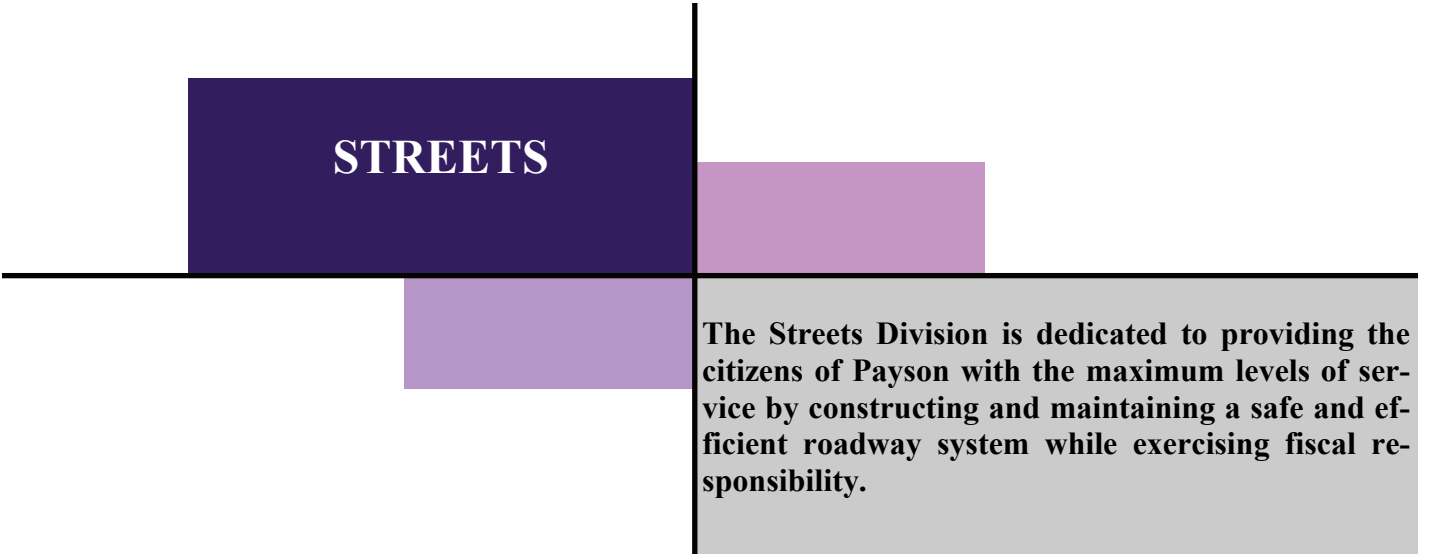 STREETS
The Streets Division is dedicated to providing the
citizens of Payson with the maximum levels of ser-
vice by constructing and maintaining a safe and ef-
ficient roadway system while exercising fiscal re-
sponsibility.